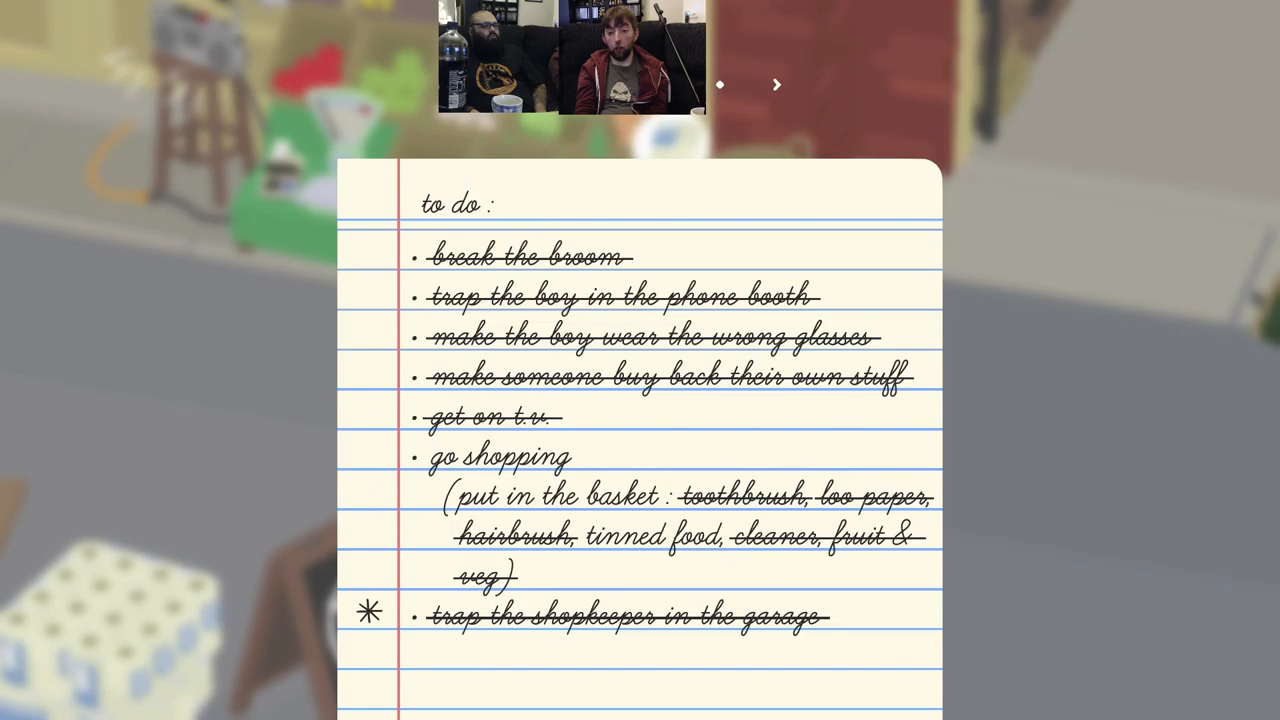 to do :
• break the broom
• trap the boy in the phone booth
• make the boy wear the wrong glasses
• make someone buy back their own stuff
• get on t.v.
• go shopping
(put in the basket : toothbrush, loo paper,
hairbrush, tinned food, cleaner, fruit &
veg)
• trap the shopkeeper in the garage